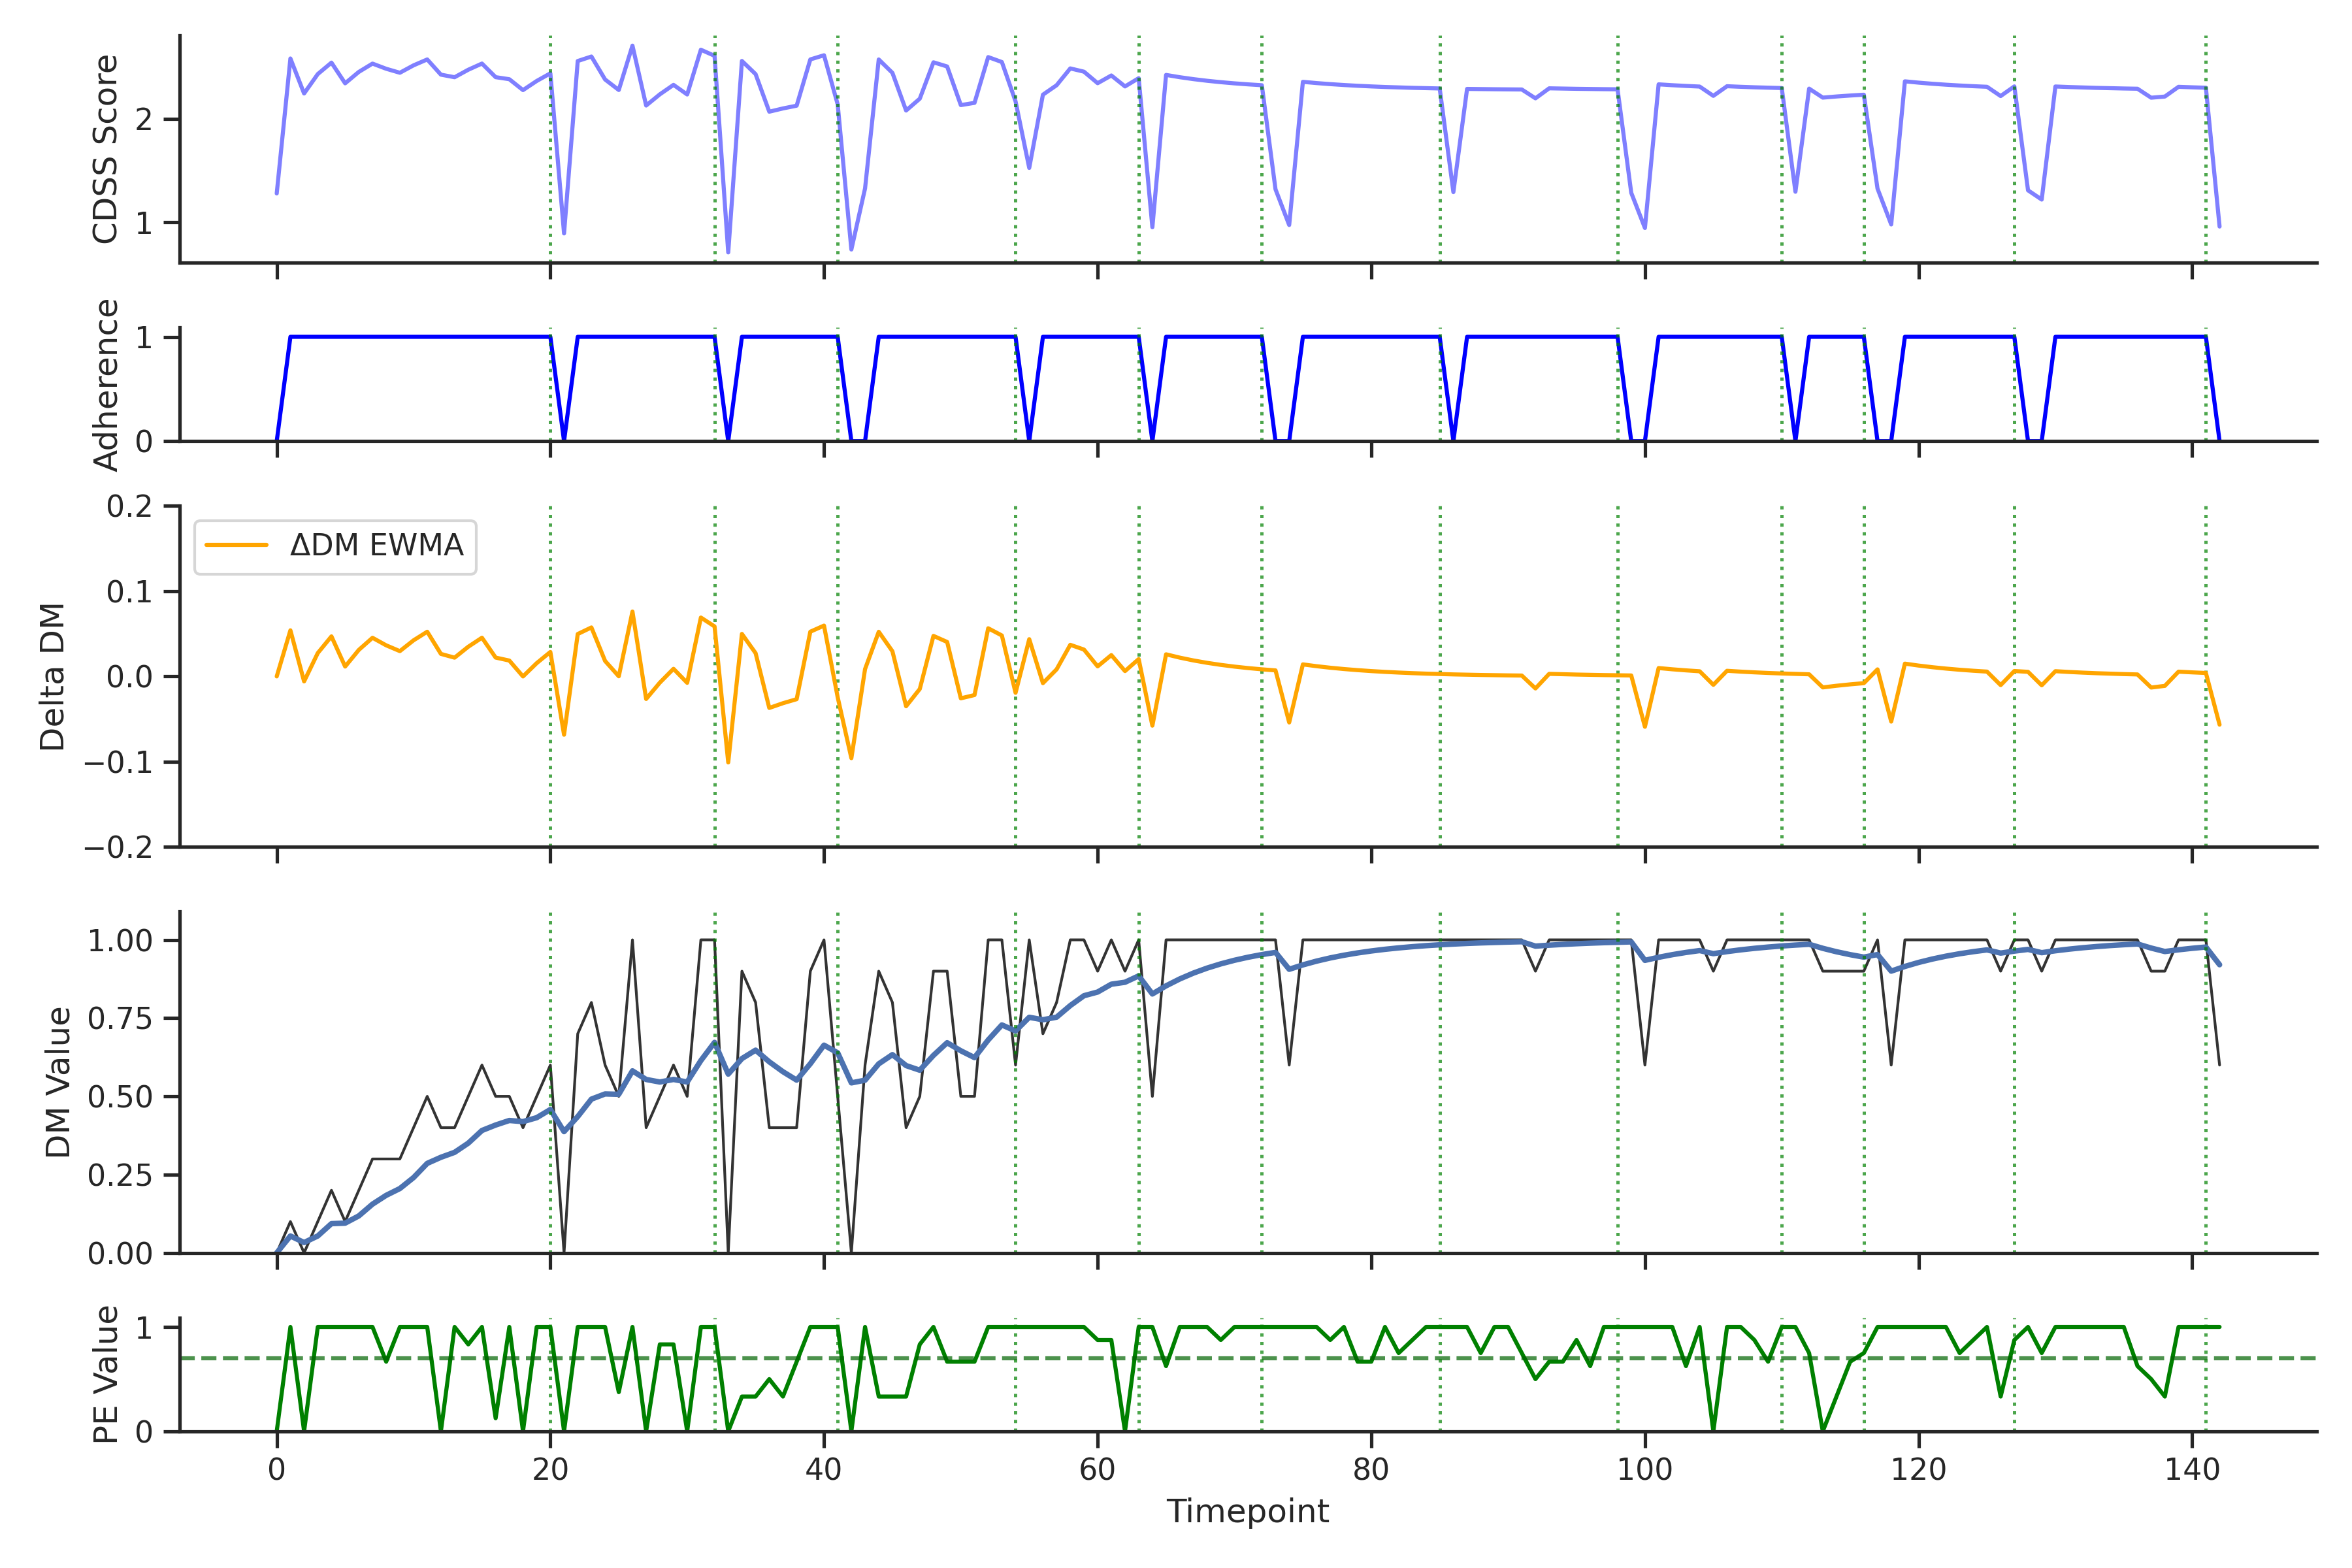 CDSS Score
2
1
Adherence
1
0
Delta DM
0.2
0.1
0.0
−0.1
−0.2
ΔDM EWMA
DM Value
1.00
0.75
0.50
0.25
0.00
PE Value
1
0
0 20 40 60 80 100 120 140
Timepoint